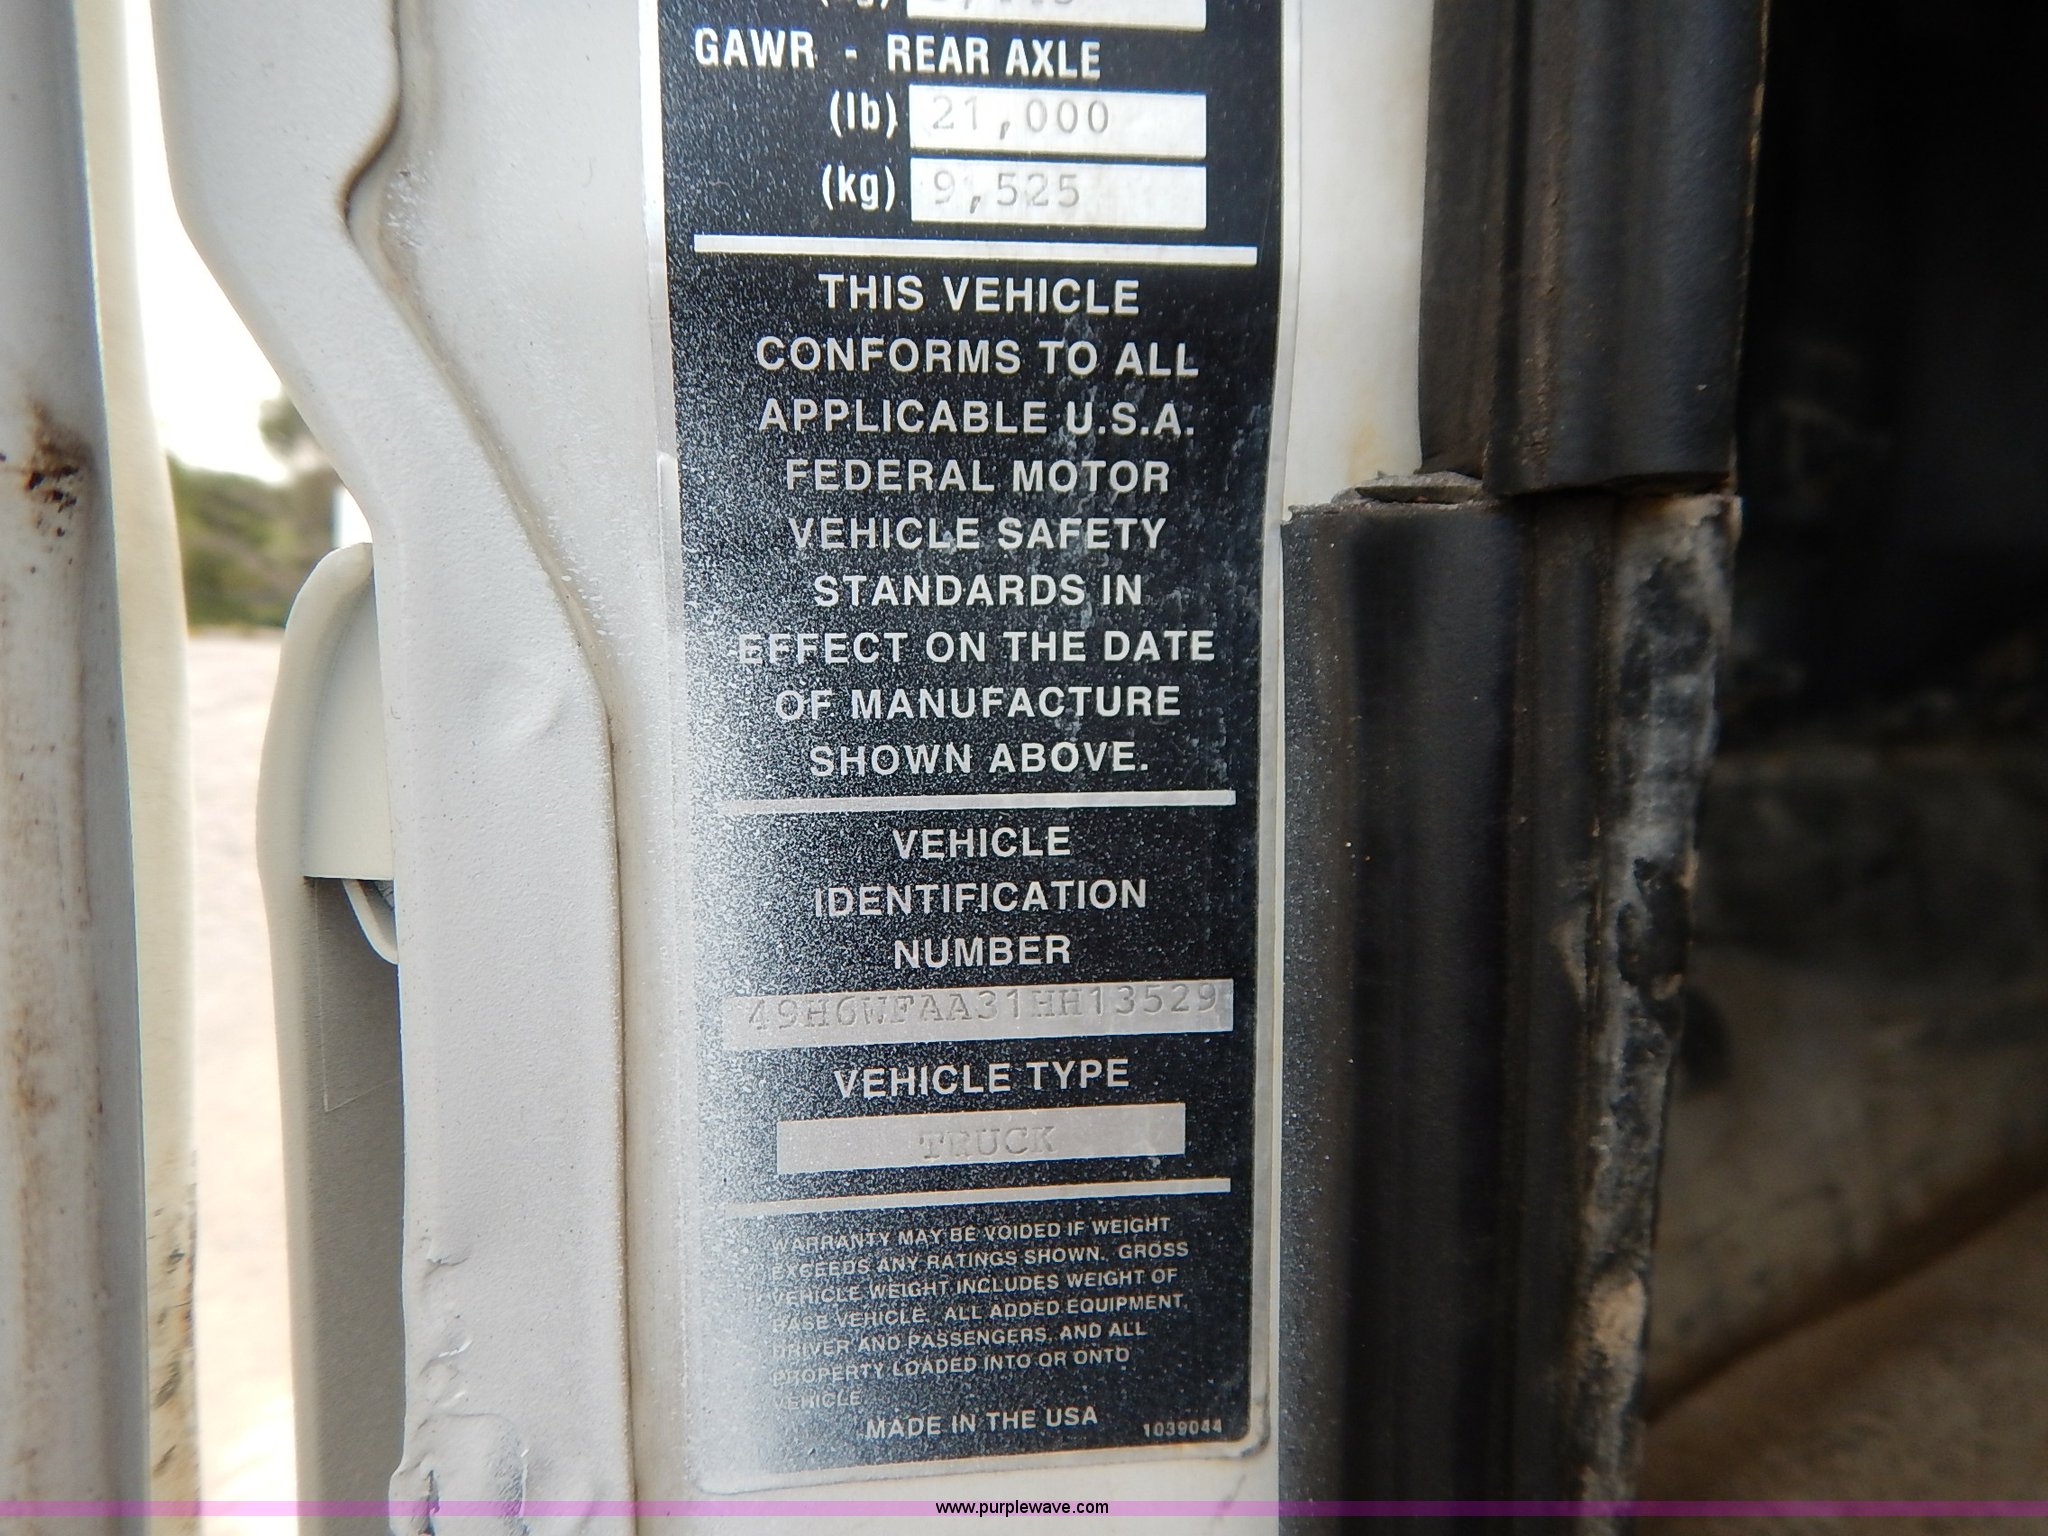 GAWR - REAR AXLE
(lb) 21,000
(kg) 9,525
THIS VEHICLE
CONFORMS TO ALL
APPLICABLE U.S.A.
FEDERAL MOTOR
VEHICLE SAFETY
STANDARDS IN
EFFECT ON THE DATE
OF MANUFACTURE
SHOWN ABOVE.
VEHICLE
IDENTIFICATION
NUMBER
49H6WFAA31HH13529
VEHICLE TYPE
TRUCK
WARRANTY MAY BE VOIDED IF WEIGHT
EXCEEDS ANY RATINGS SHOWN. GROSS
VEHICLE WEIGHT INCLUDES WEIGHT OF
BASE VEHICLE. ALL ADDED EQUIPMENT,
DRIVER AND PASSENGERS, AND ALL
PROPERTY LOADED INTO OR ONTO
VEHICLE
MADE IN THE USA 1039044
www.purplewave.com